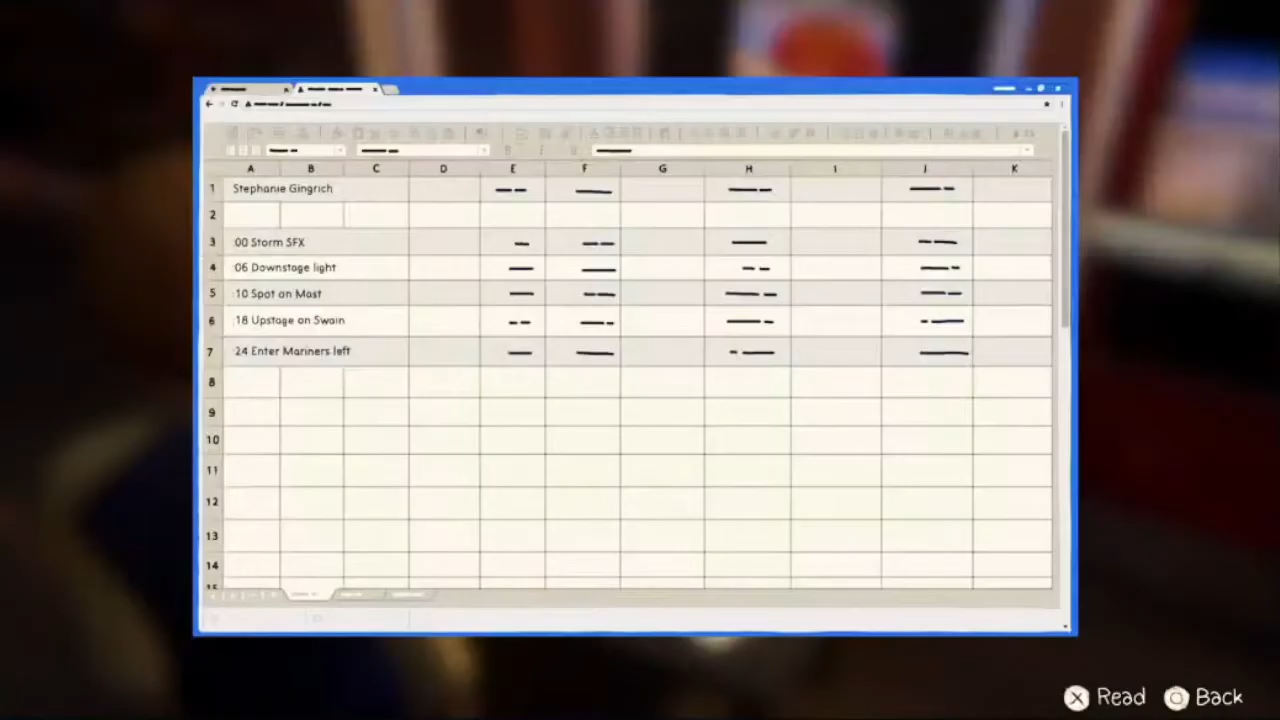 A B C D E F G H I J K
1 Stephanie Gingrich
2
3 :00 Storm SFX
4 :06 Downstage light
5 :10 Spot on Mast
6 :18 Upstage on Swain
7 :24 Enter Mariners left
8
9
10
11
12
13
14
15
Read Back